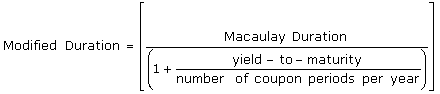 Modified Duration = [ Macaulay Duration
(1 + yield – to – maturity
number of coupon periods per year) ]